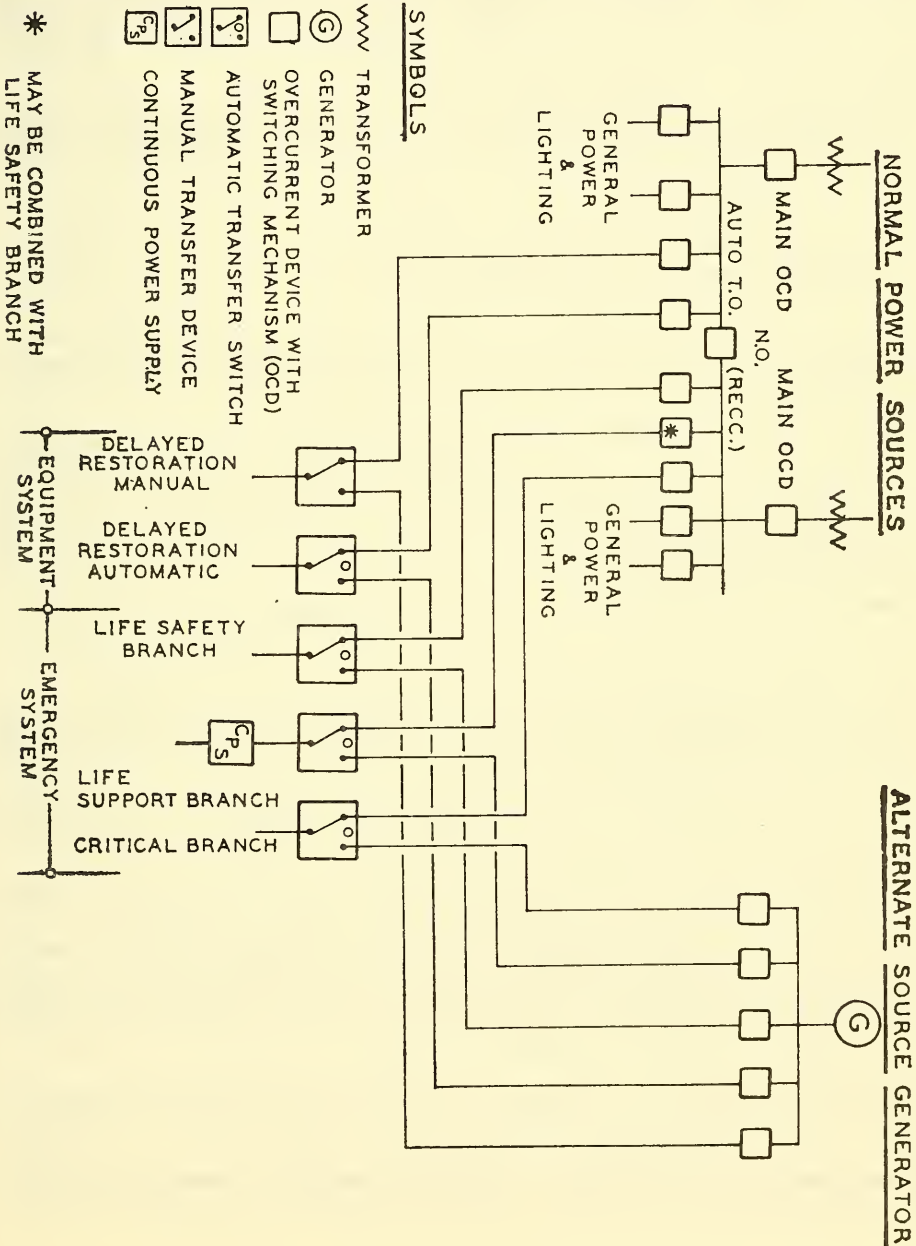 NORMAL POWER SOURCES
ALTERNATE SOURCE GENERATOR
G
MAIN OCD
MAIN OCD
N.O.
AUTO T.O. (RECC.)
GENERAL
POWER
&
LIGHTING
*
GENERAL
POWER
&
LIGHTING
SYMBOLS
TRANSFORMER
G GENERATOR
OVERCURRENT DEVICE WITH
SWITCHING MECHANISM (OCD)
AUTOMATIC TRANSFER SWITCH
MANUAL TRANSFER DEVICE
CPS CONTINUOUS POWER SUPPLY
* MAY BE COMBINED WITH
LIFE SAFETY BRANCH
DELAYED
RESTORATION
MANUAL
DELAYED
RESTORATION
AUTOMATIC
LIFE SAFETY
BRANCH
CPS
LIFE
SUPPORT BRANCH
CRITICAL BRANCH
EQUIPMENT
SYSTEM
EMERGENCY
SYSTEM